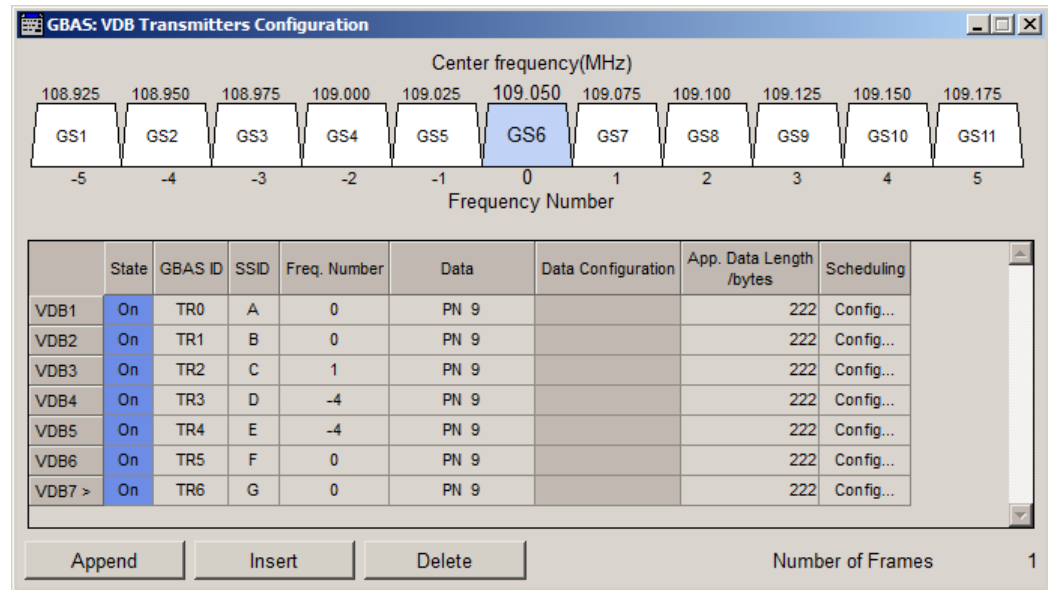 GBAS: VDB Transmitters Configuration
Center frequency(MHz)
108.925 108.950 108.975 109.000 109.025 109.050 109.075 109.100 109.125 109.150 109.175
GS1 GS2 GS3 GS4 GS5 GS6 GS7 GS8 GS9 GS10 GS11
-5 -4 -3 -2 -1 0 1 2 3 4 5
Frequency Number
State GBAS ID SSID Freq. Number Data Data Configuration App. Data Length /bytes Scheduling
VDB1 On TR0 A 0 PN 9 222 Config...
VDB2 On TR1 B 0 PN 9 222 Config...
VDB3 On TR2 C 1 PN 9 222 Config...
VDB4 On TR3 D -4 PN 9 222 Config...
VDB5 On TR4 E -4 PN 9 222 Config...
VDB6 On TR5 F 0 PN 9 222 Config...
VDB7 > On TR6 G 0 PN 9 222 Config...
Append Insert Delete Number of Frames 1